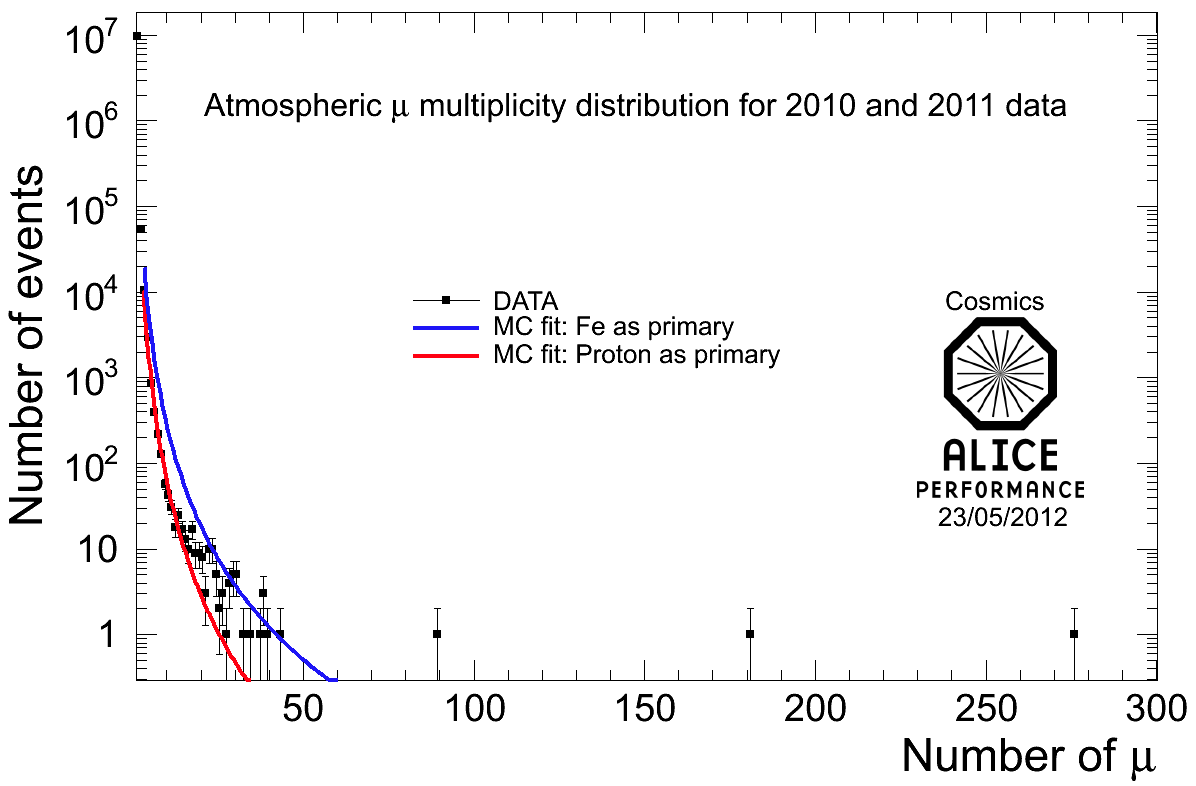 Atmospheric μ multiplicity distribution for 2010 and 2011 data
Number of events
10⁷
10⁶
10⁵
10⁴
10³
10²
10
1
DATA
MC fit: Fe as primary
MC fit: Proton as primary
Cosmics
ALICE
PERFORMANCE
23/05/2012
50 100 150 200 250 300
Number of μ